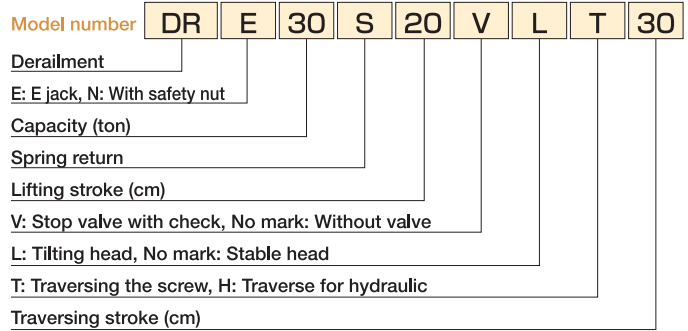 Model number DR E 30 S 20 V L T 30
Derailment
E: E jack, N: With safety nut
Capacity (ton)
Spring return
Lifting stroke (cm)
V: Stop valve with check, No mark: Without valve
L: Tilting head, No mark: Stable head
T: Traversing the screw, H: Traverse for hydraulic
Traversing stroke (cm)